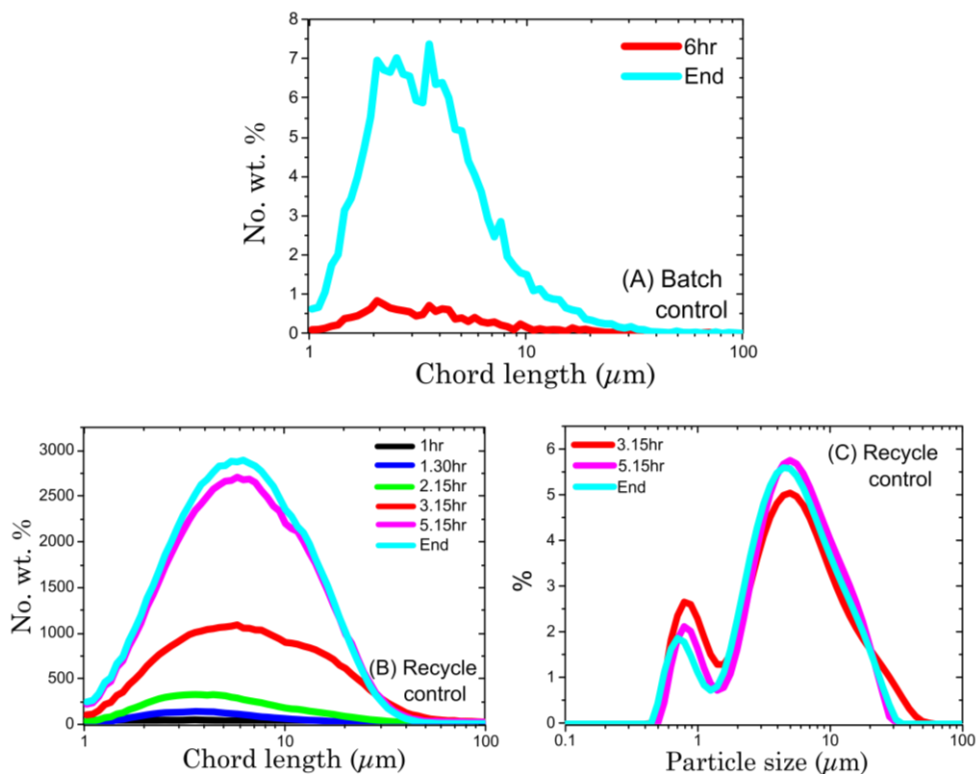 8
7
6
5
4
3
2
1
0
No. wt. %
6hr
End
(A) Batch
control
1
10
100
Chord length (µm)
3000
2500
2000
1500
1000
500
0
No. wt. %
1hr
1.30hr
2.15hr
3.15hr
5.15hr
End
(B) Recycle
control
1
10
100
Chord length (µm)
6
5
4
3
2
1
0
%
3.15hr
5.15hr
End
(C) Recycle
control
0.1
1
10
100
Particle size (µm)